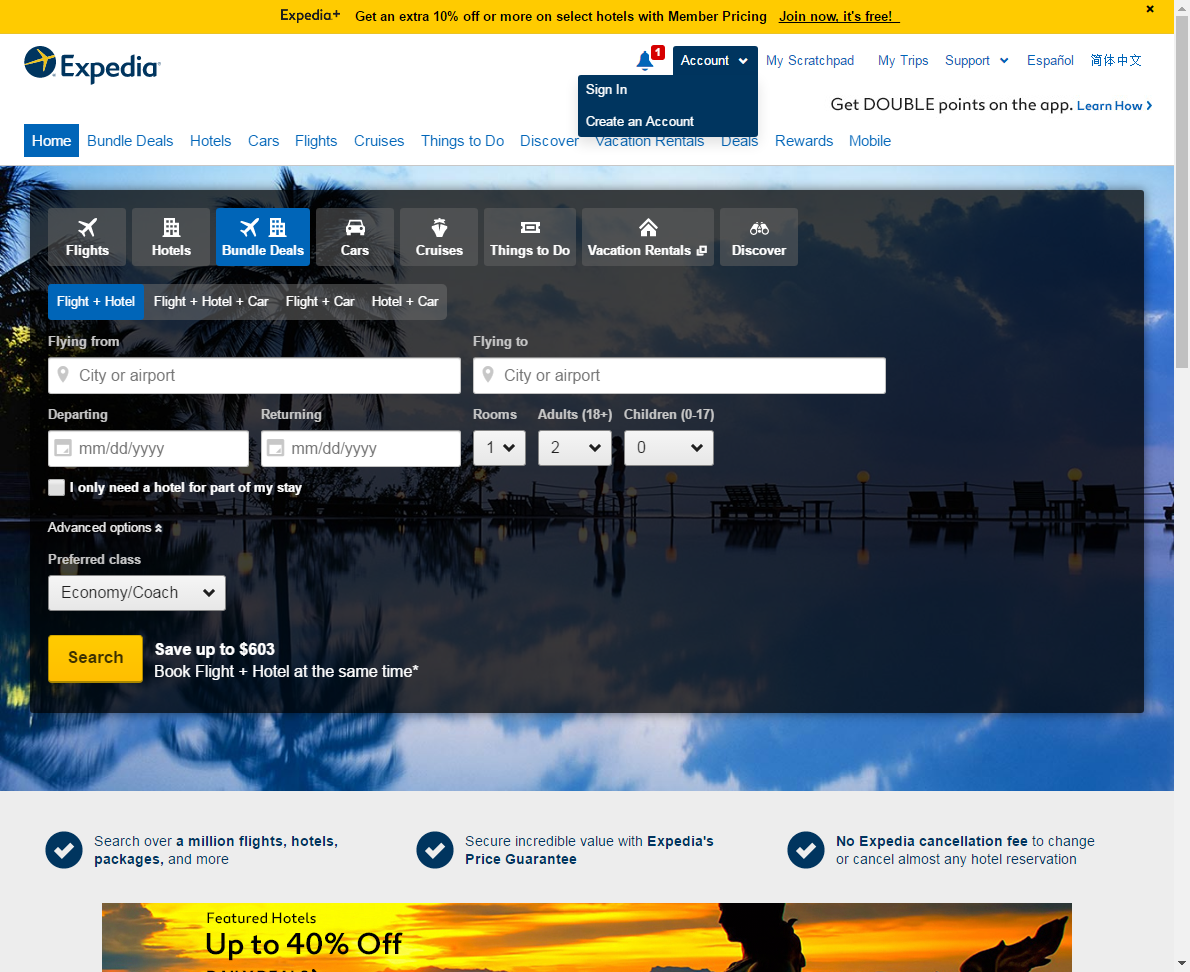 Expedia+ Get an extra 10% off or more on select hotels with Member Pricing Join now, it's free!
Expedia
1 Account My Scratchpad My Trips Support Español 简体中文
Sign In
Create an Account
Get DOUBLE points on the app. Learn How
Home Bundle Deals Hotels Cars Flights Cruises Things to Do Discover Vacation Rentals Deals Rewards Mobile
Flights Hotels Bundle Deals Cars Cruises Things to Do Vacation Rentals Discover
Flight + Hotel Flight + Hotel + Car Flight + Car Hotel + Car
Flying from Flying to
City or airport City or airport
Departing Returning Rooms Adults (18+) Children (0-17)
mm/dd/yyyy mm/dd/yyyy 1 2 0
I only need a hotel for part of my stay
Advanced options
Preferred class
Economy/Coach
Search
Save up to $603
Book Flight + Hotel at the same time*
Search over a million flights, hotels,
packages, and more
Secure incredible value with Expedia's
Price Guarantee
No Expedia cancellation fee to change
or cancel almost any hotel reservation
Featured Hotels
Up to 40% Off